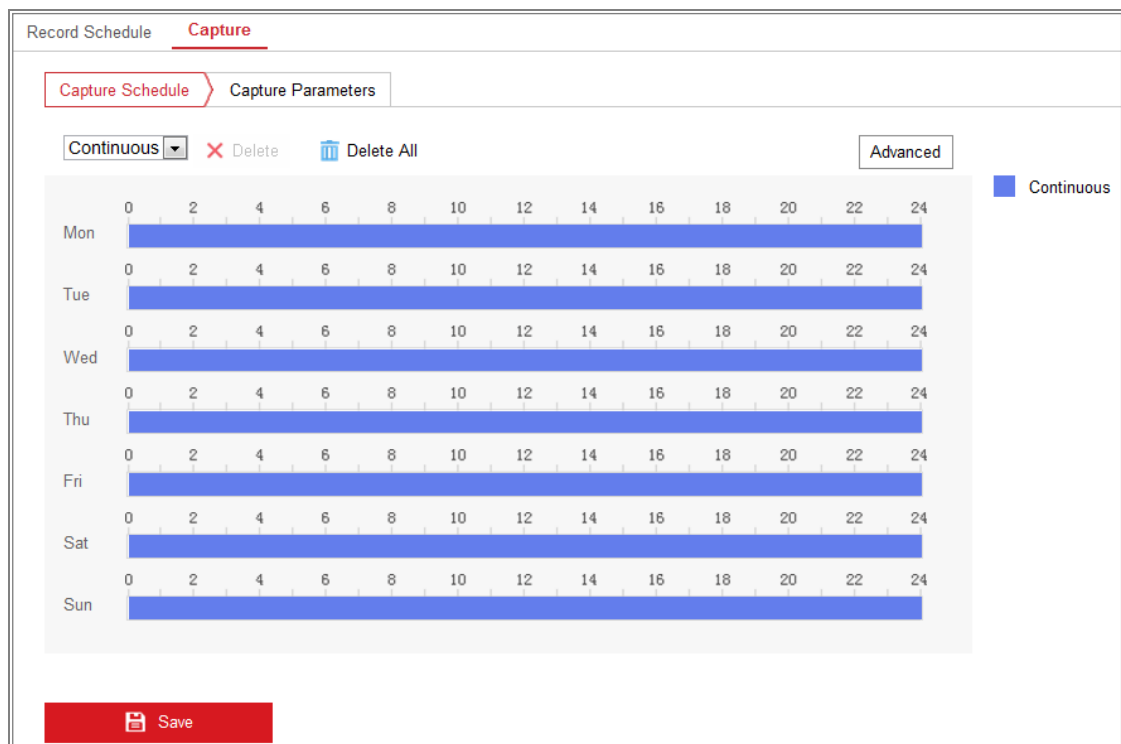 Record Schedule Capture
Capture Schedule Capture Parameters
Continuous Delete Delete All Advanced
Continuous
0 2 4 6 8 10 12 14 16 18 20 22 24
Mon
0 2 4 6 8 10 12 14 16 18 20 22 24
Tue
0 2 4 6 8 10 12 14 16 18 20 22 24
Wed
0 2 4 6 8 10 12 14 16 18 20 22 24
Thu
0 2 4 6 8 10 12 14 16 18 20 22 24
Fri
0 2 4 6 8 10 12 14 16 18 20 22 24
Sat
0 2 4 6 8 10 12 14 16 18 20 22 24
Sun
Save